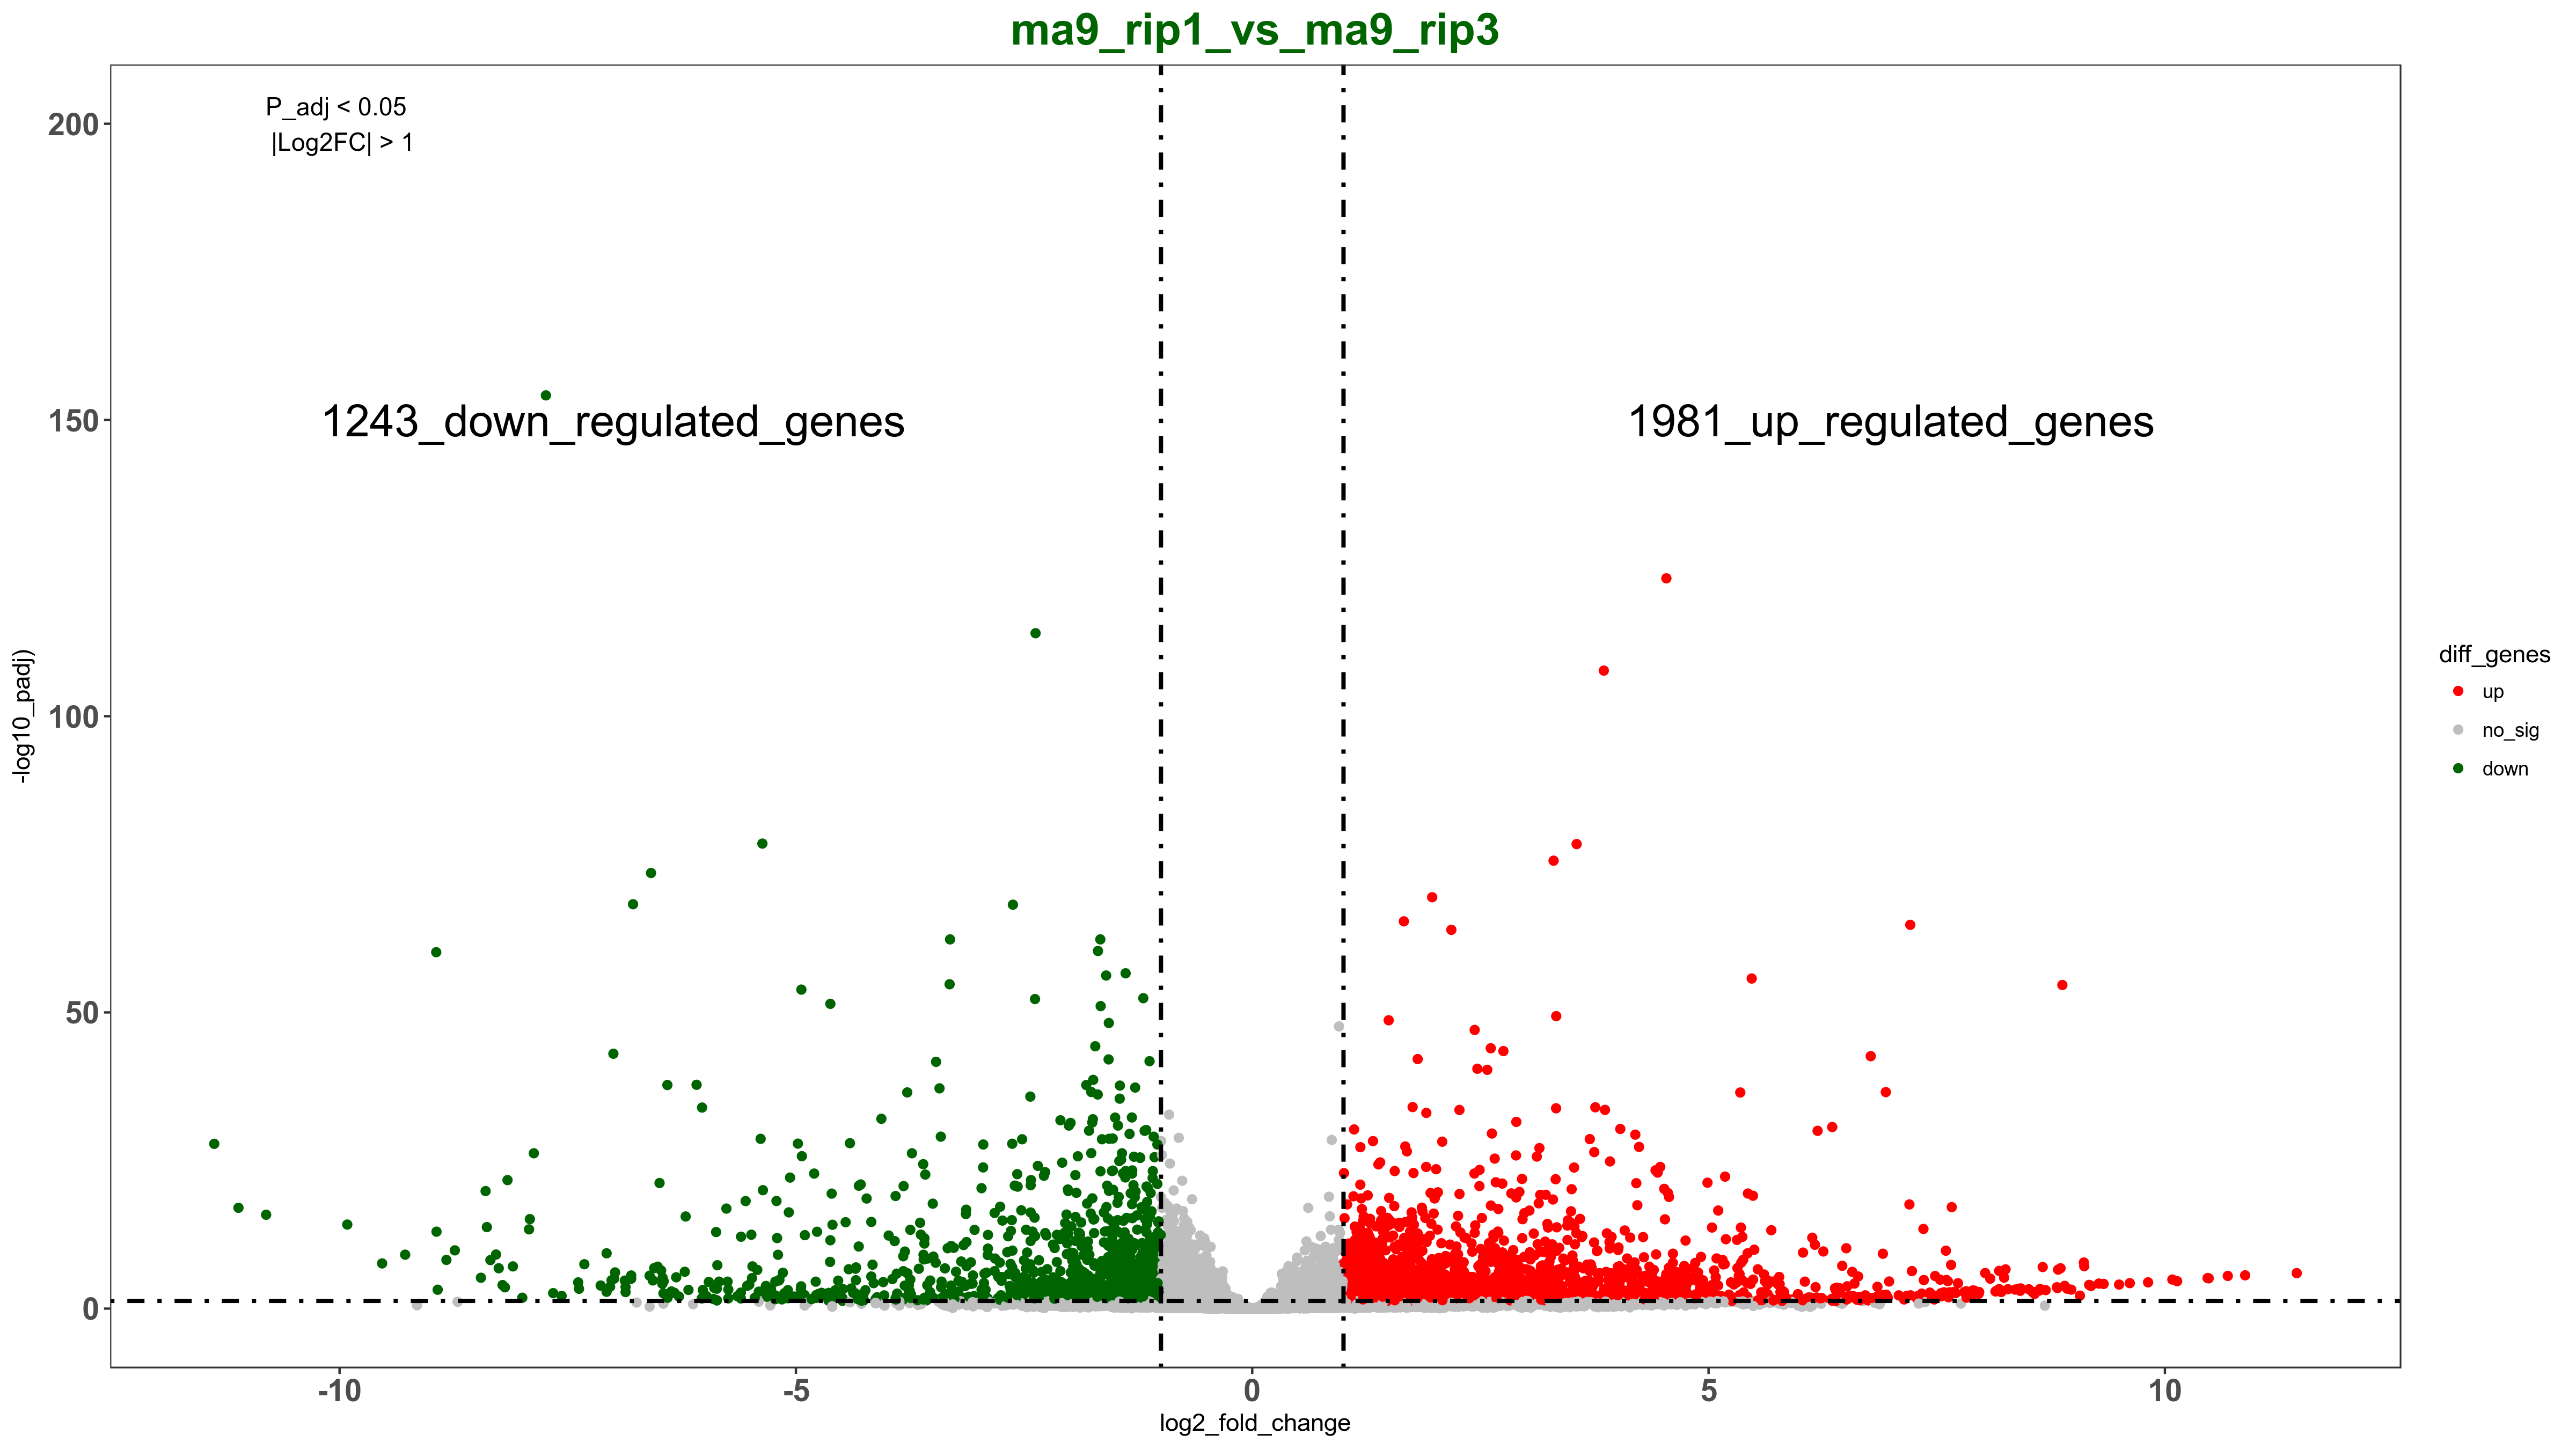 ma9_rip1_vs_ma9_rip3
P_adj < 0.05
|Log2FC| > 1
200
150
100
50
0
-log10_padj)
1243_down_regulated_genes
1981_up_regulated_genes
diff_genes
up
no_sig
down
-10
-5
0
5
10
log2_fold_change